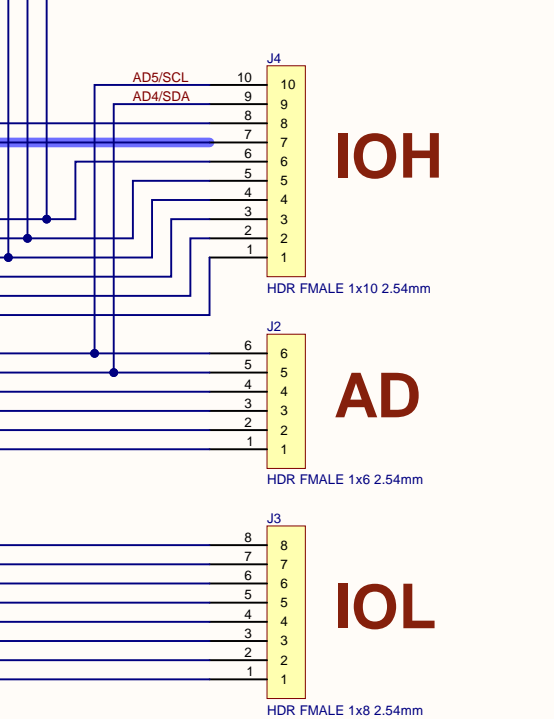 J4
AD5/SCL 10 10
AD4/SDA 9 9
8 8
7 7
6 6
5 5
4 4
3 3
2 2
1 1
IOH
HDR FMALE 1x10 2.54mm
J2
6 6
5 5
4 4
3 3
2 2
1 1
AD
HDR FMALE 1x6 2.54mm
J3
8 8
7 7
6 6
5 5
4 4
3 3
2 2
1 1
IOL
HDR FMALE 1x8 2.54mm